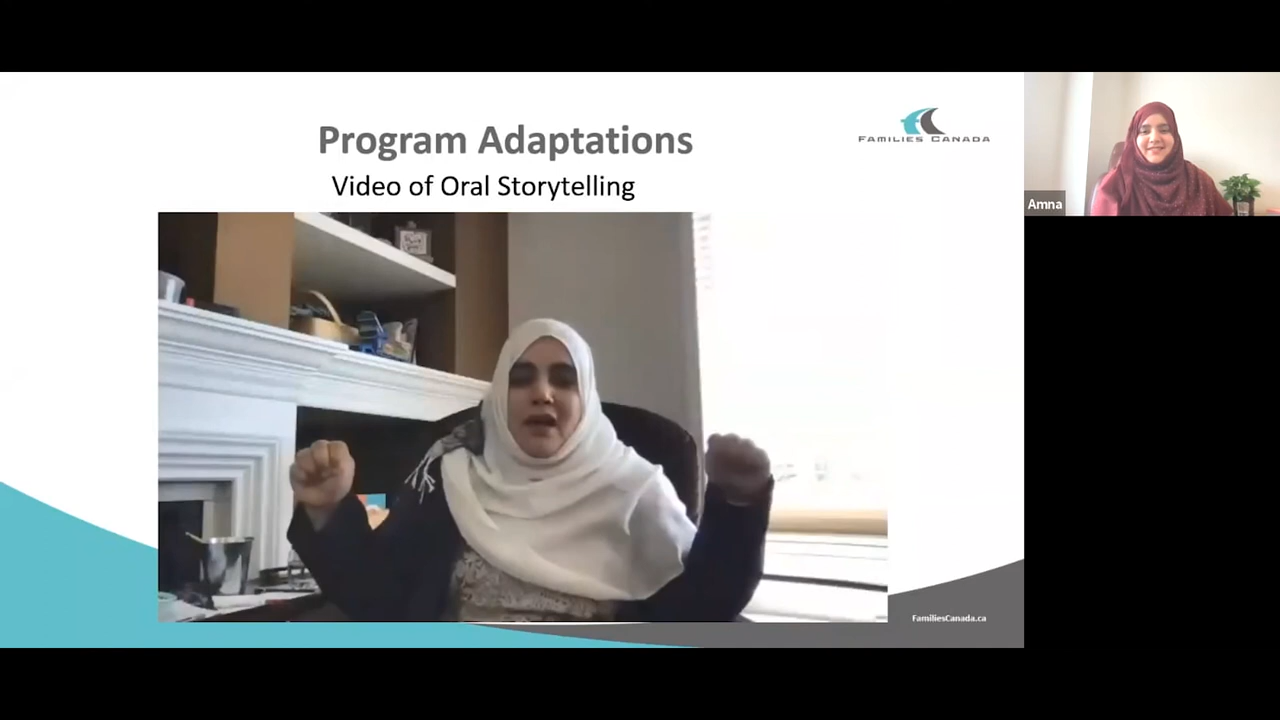 Program Adaptations
Video of Oral Storytelling
FAMILIES CANADA
Amna
FamiliesCanada.ca